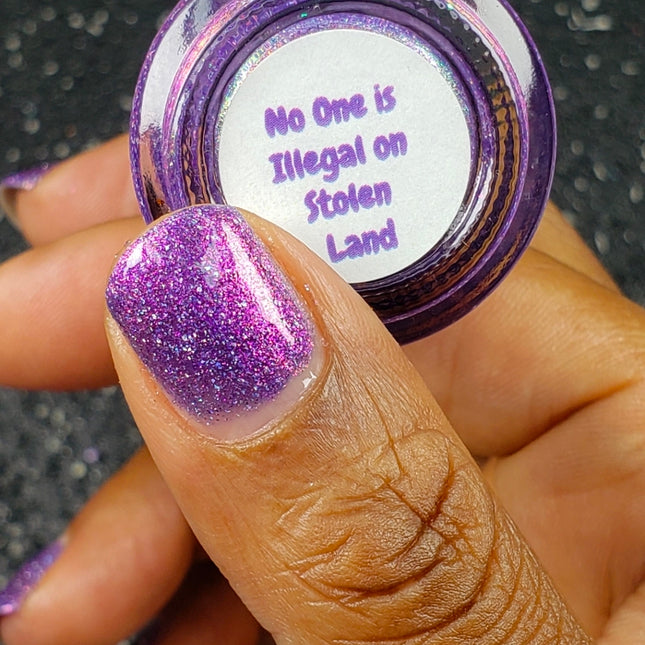 No One is
Illegal on
Stolen
Land